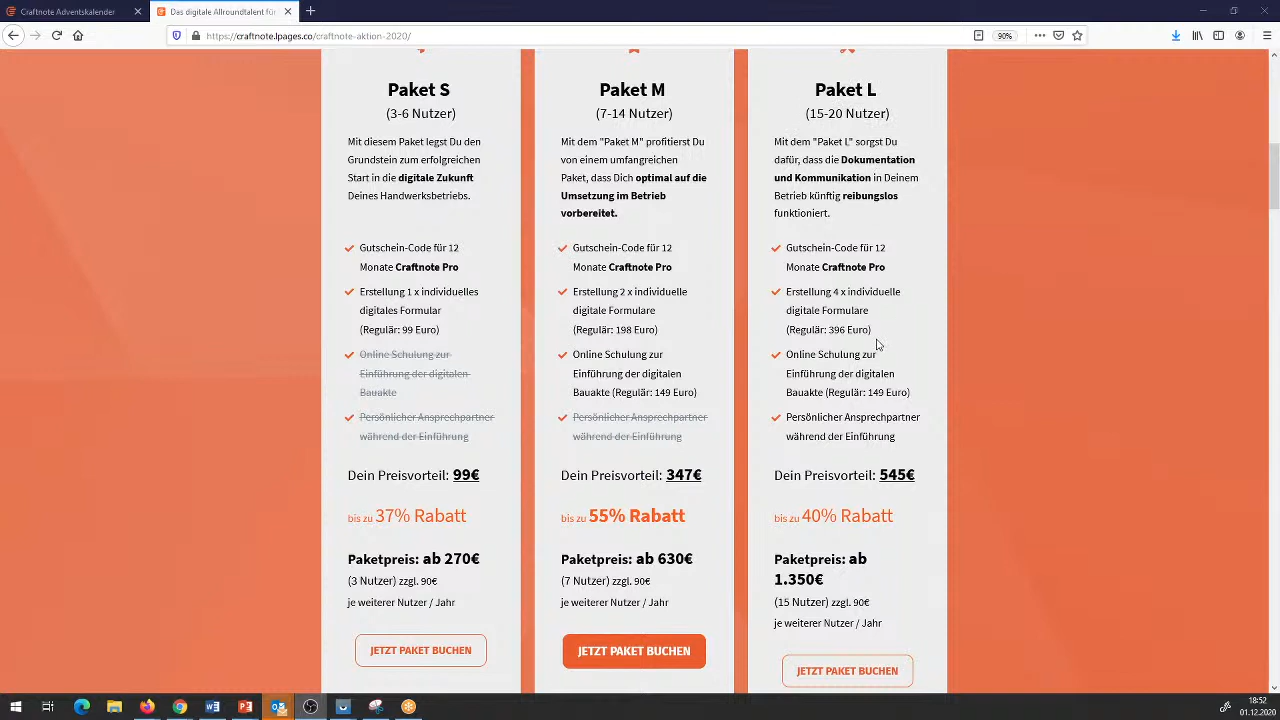 Craftnote Adventskalender
Das digitale Allroundtalent für
https://craftnote.lpages.co/craftnote-aktion-2020/
90%
Paket S
(3-6 Nutzer)
Mit diesem Paket legst Du den
Grundstein zum erfolgreichen
Start in die digitale Zukunft
Deines Handwerksbetriebs.
Gutschein-Code für 12
Monate Craftnote Pro
Erstellung 1 x individuelles
digitales Formular
(Regulär: 99 Euro)
Online Schulung zur
Einführung der digitalen
Bauakte
Persönlicher Ansprechpartner
während der Einführung
Dein Preisvorteil: 99€
bis zu 37% Rabatt
Paketpreis: ab 270€
(3 Nutzer) zzgl. 90€
je weiterer Nutzer / Jahr
JETZT PAKET BUCHEN
Paket M
(7-14 Nutzer)
Mit dem "Paket M" profitierst Du
von einem umfangreichen
Paket, dass Dich optimal auf die
Umsetzung im Betrieb
vorbereitet.
Gutschein-Code für 12
Monate Craftnote Pro
Erstellung 2 x individuelle
digitale Formulare
(Regulär: 198 Euro)
Online Schulung zur
Einführung der digitalen
Bauakte (Regulär: 149 Euro)
Persönlicher Ansprechpartner
während der Einführung
Dein Preisvorteil: 347€
bis zu 55% Rabatt
Paketpreis: ab 630€
(7 Nutzer) zzgl. 90€
je weiterer Nutzer / Jahr
JETZT PAKET BUCHEN
Paket L
(15-20 Nutzer)
Mit dem "Paket L" sorgst Du
dafür, dass die Dokumentation
und Kommunikation in Deinem
Betrieb künftig reibungslos
funktioniert.
Gutschein-Code für 12
Monate Craftnote Pro
Erstellung 4 x individuelle
digitale Formulare
(Regulär: 396 Euro)
Online Schulung zur
Einführung der digitalen
Bauakte (Regulär: 149 Euro)
Persönlicher Ansprechpartner
während der Einführung
Dein Preisvorteil: 545€
bis zu 40% Rabatt
Paketpreis: ab
1.350€
(15 Nutzer) zzgl. 90€
je weiterer Nutzer / Jahr
JETZT PAKET BUCHEN
18:52
01.12.2020